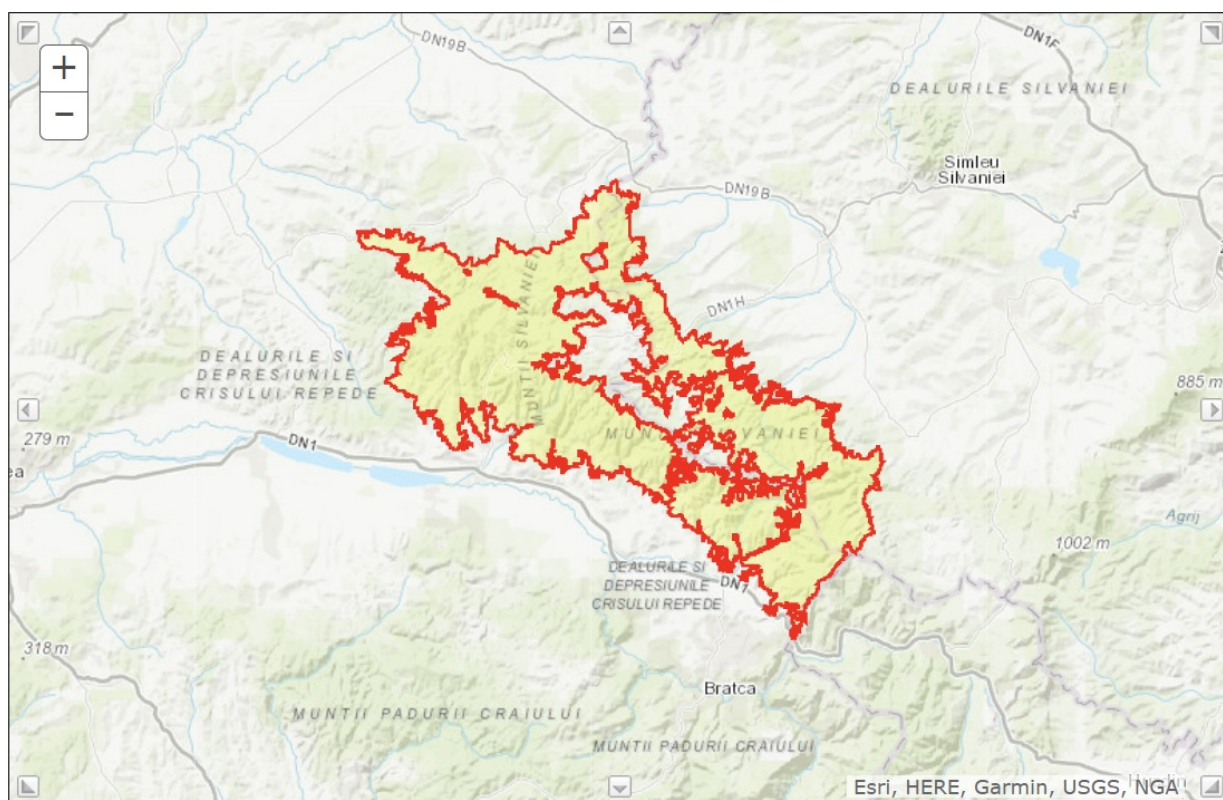 +
−
DN19B
DN1F
DEALURILE SILVANIEI
Simleu
Silvaniei
DN19B
MUNTII SILVANIEI
DN1H
DEALURILE SI
DEPRESIUNILE
CRISULUI REPEDE
885 m
279 m
DN1
ea
Agrij
1002 m
DEALURILE SI
DEPRESIUNILE
CRISULUI REPEDE
DN1
318 m
Bratca
MUNTII PADURII CRAIULUI
MUNTII PADURII CRAIULUI
Esri, HERE, Garmin, USGS, NGA